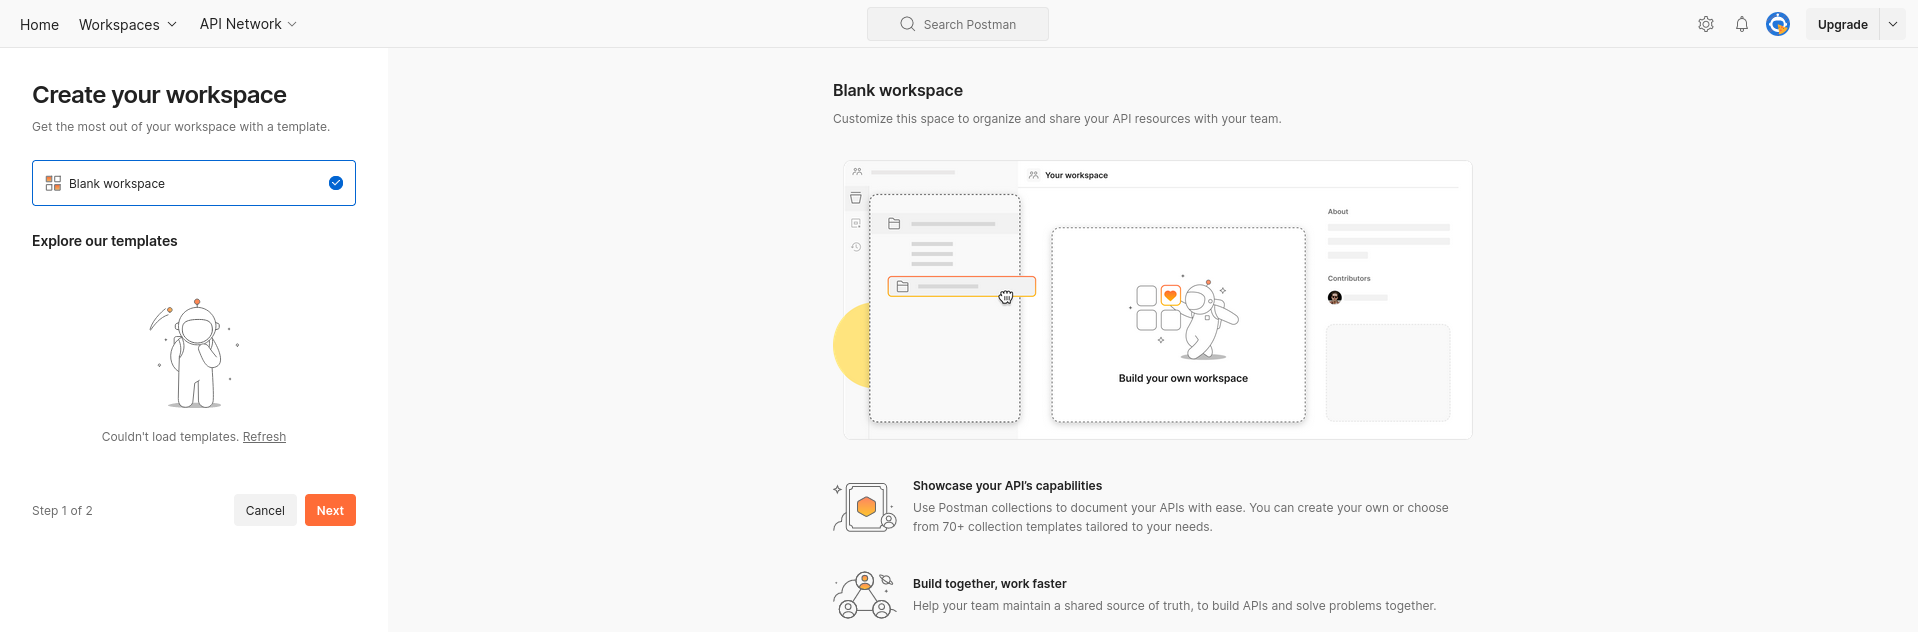 Home Workspaces API Network Search Postman Upgrade
Create your workspace
Get the most out of your workspace with a template.
Blank workspace
Explore our templates
Couldn't load templates. Refresh
Step 1 of 2 Cancel Next
Blank workspace
Customize this space to organize and share your API resources with your team.
Your workspace
About
Contributors
Build your own workspace
Showcase your API's capabilities
Use Postman collections to document your APIs with ease. You can create your own or choose
from 70+ collection templates tailored to your needs.
Build together, work faster
Help your team maintain a shared source of truth, to build APIs and solve problems together.